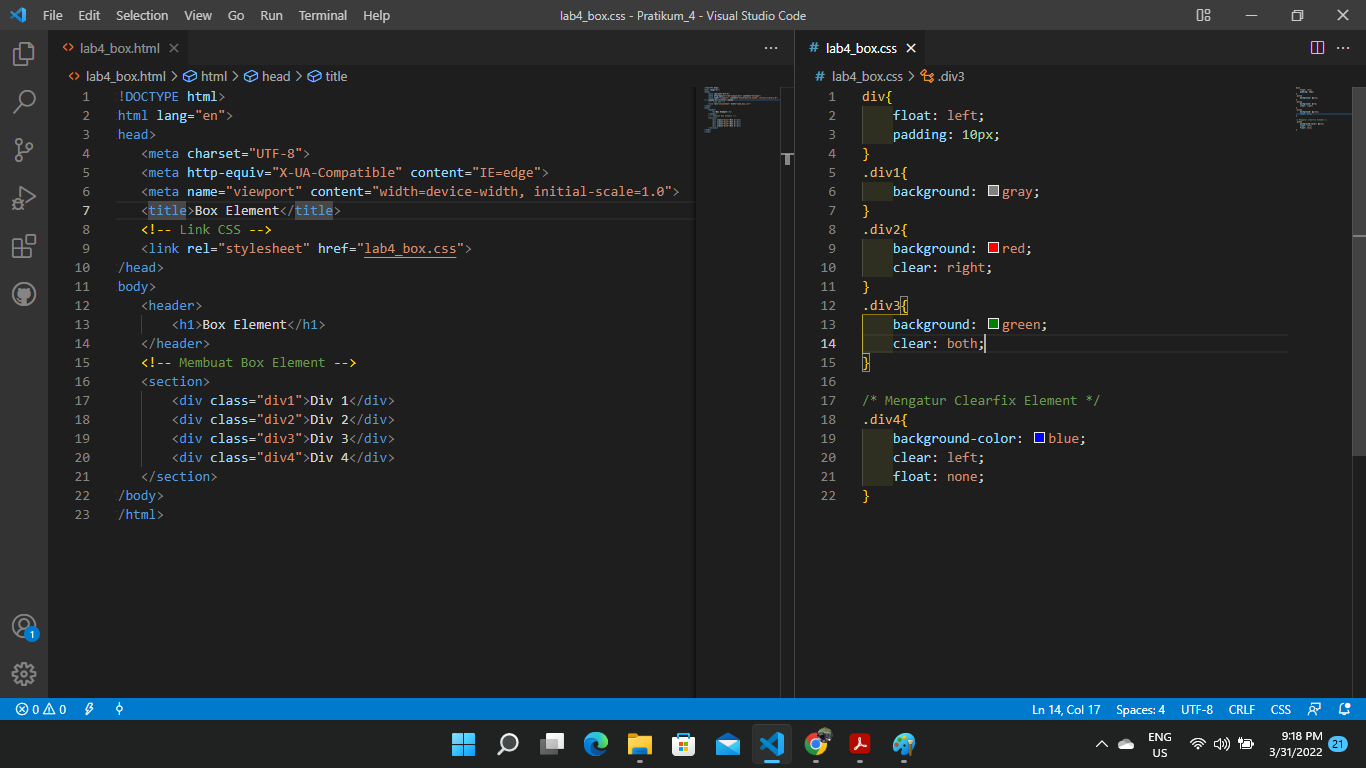 File Edit Selection View Go Run Terminal Help
lab4_box.css - Pratikum_4 - Visual Studio Code
lab4_box.html
lab4_box.html > html > head > title
1 !DOCTYPE html>
2 html lang="en">
3 head>
4 <meta charset="UTF-8">
5 <meta http-equiv="X-UA-Compatible" content="IE=edge">
6 <meta name="viewport" content="width=device-width, initial-scale=1.0">
7 <title>Box Element</title>
8 <!-- Link CSS -->
9 <link rel="stylesheet" href="lab4_box.css">
10 /head>
11 body>
12 <header>
13 <h1>Box Element</h1>
14 </header>
15 <!-- Membuat Box Element -->
16 <section>
17 <div class="div1">Div 1</div>
18 <div class="div2">Div 2</div>
19 <div class="div3">Div 3</div>
20 <div class="div4">Div 4</div>
21 </section>
22 /body>
23 /html>
# lab4_box.css
# lab4_box.css > .div3
1 div{
2 float: left;
3 padding: 10px;
4 }
5 .div1{
6 background: gray;
7 }
8 .div2{
9 background: red;
10 clear: right;
11 }
12 .div3{
13 background: green;
14 clear: both;
15 }
16
17 /* Mengatur Clearfix Element */
18 .div4{
19 background-color: blue;
20 clear: left;
21 float: none;
22 }
1
0 0
Ln 14, Col 17 Spaces: 4 UTF-8 CRLF CSS
ENG
US
9:18 PM
3/31/2022
21